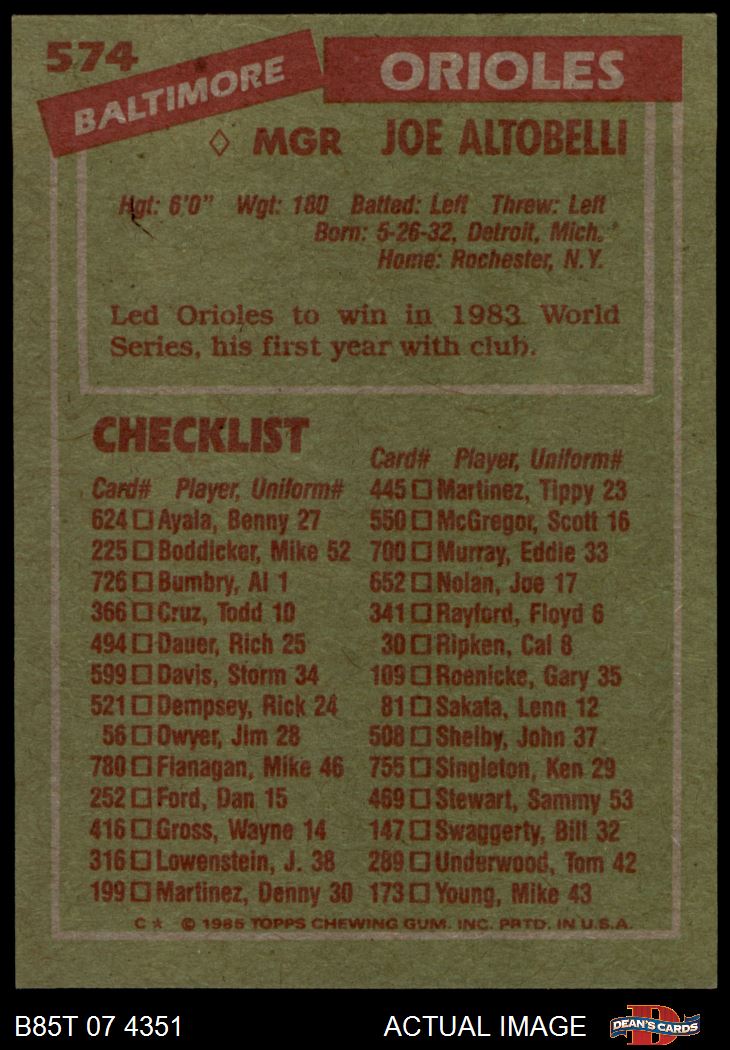 574
BALTIMORE ORIOLES
MGR JOE ALTOBELLI
Hgt: 6'0" Wgt: 180 Batted: Left Threw: Left
Born: 5-26-32, Detroit, Mich.
Home: Rochester, N.Y.
Led Orioles to win in 1983 World
Series, his first year with club.
CHECKLIST
Card# Player, Uniform#
624 Ayala, Benny 27
225 Boddicker, Mike 52
726 Bumbry, Al 1
366 Cruz, Todd 10
494 Dauer, Rich 25
599 Davis, Storm 34
521 Dempsey, Rick 24
56 Dwyer, Jim 28
780 Flanagan, Mike 46
252 Ford, Dan 15
416 Gross, Wayne 14
316 Lowenstein, J. 38
199 Martinez, Denny 30
Card# Player, Uniform#
445 Martinez, Tippy 23
550 McGregor, Scott 16
700 Murray, Eddie 33
652 Nolan, Joe 17
341 Rayford, Floyd 6
30 Ripken, Cal 8
109 Roenicke, Gary 35
81 Sakata, Lenn 12
508 Shelby, John 37
755 Singleton, Ken 29
469 Stewart, Sammy 53
147 Swaggerty, Bill 32
289 Underwood, Tom 42
173 Young, Mike 43
C* © 1985 TOPPS CHEWING GUM, INC. PRTD. IN U.S.A.
B85T 07 4351 ACTUAL IMAGE
D
DEAN'S CARDS